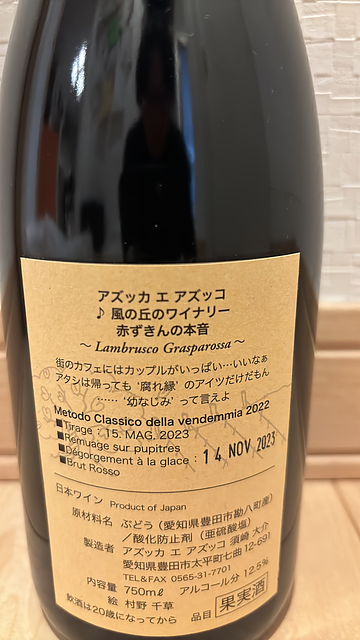 アズッカ エ アズッコ
♪ 風の丘のワイナリー
赤ずきんの本音
～ Lambrusco Grasparossa ～
街のカフェにはカップルがいっぱい…いいなぁ
アタシは帰っても ‘腐れ縁’ のアイツだけだもん
…… ‘幼なじみ’ って言えよ
Metodo Classico della vendemmia 2022
■Tirage : 15. MAG. 2023
■Remuage sur pupitres
■Dégorgement à la glace : 14 NOV 2023
■Brut Rosso
日本ワイン Product of Japan
原材料名 ぶどう（愛知県豊田市勘八町産）
／酸化防止剤（亜硫酸塩）
製造者 アズッカ エ アズッコ 須崎 大介
愛知県豊田市太平町七曲12-691
TEL&FAX 0565-31-7701
内容量 750mℓ アルコール分 12.5%
絵 村野 千草
飲酒は20歳になってから 品目 果実酒